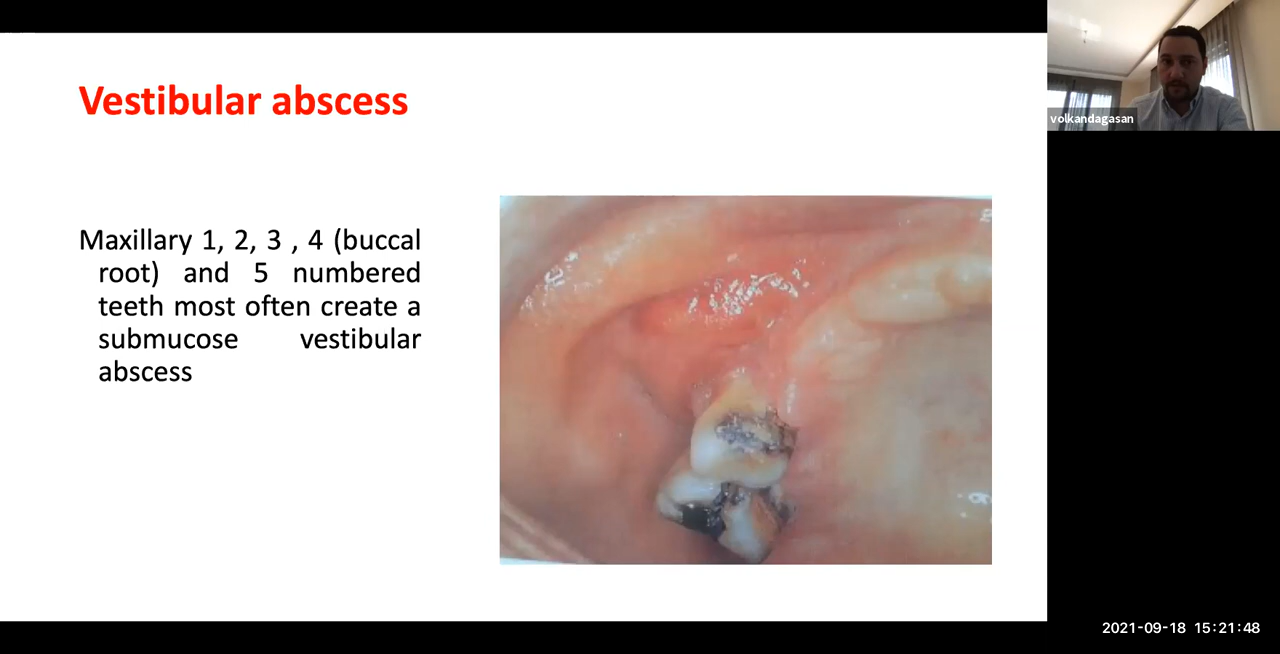 Vestibular abscess
Maxillary 1, 2, 3 , 4 (buccal
root) and 5 numbered
teeth most often create a
submucose vestibular
abscess
volkandagasan
2021-09-18 15:21:48